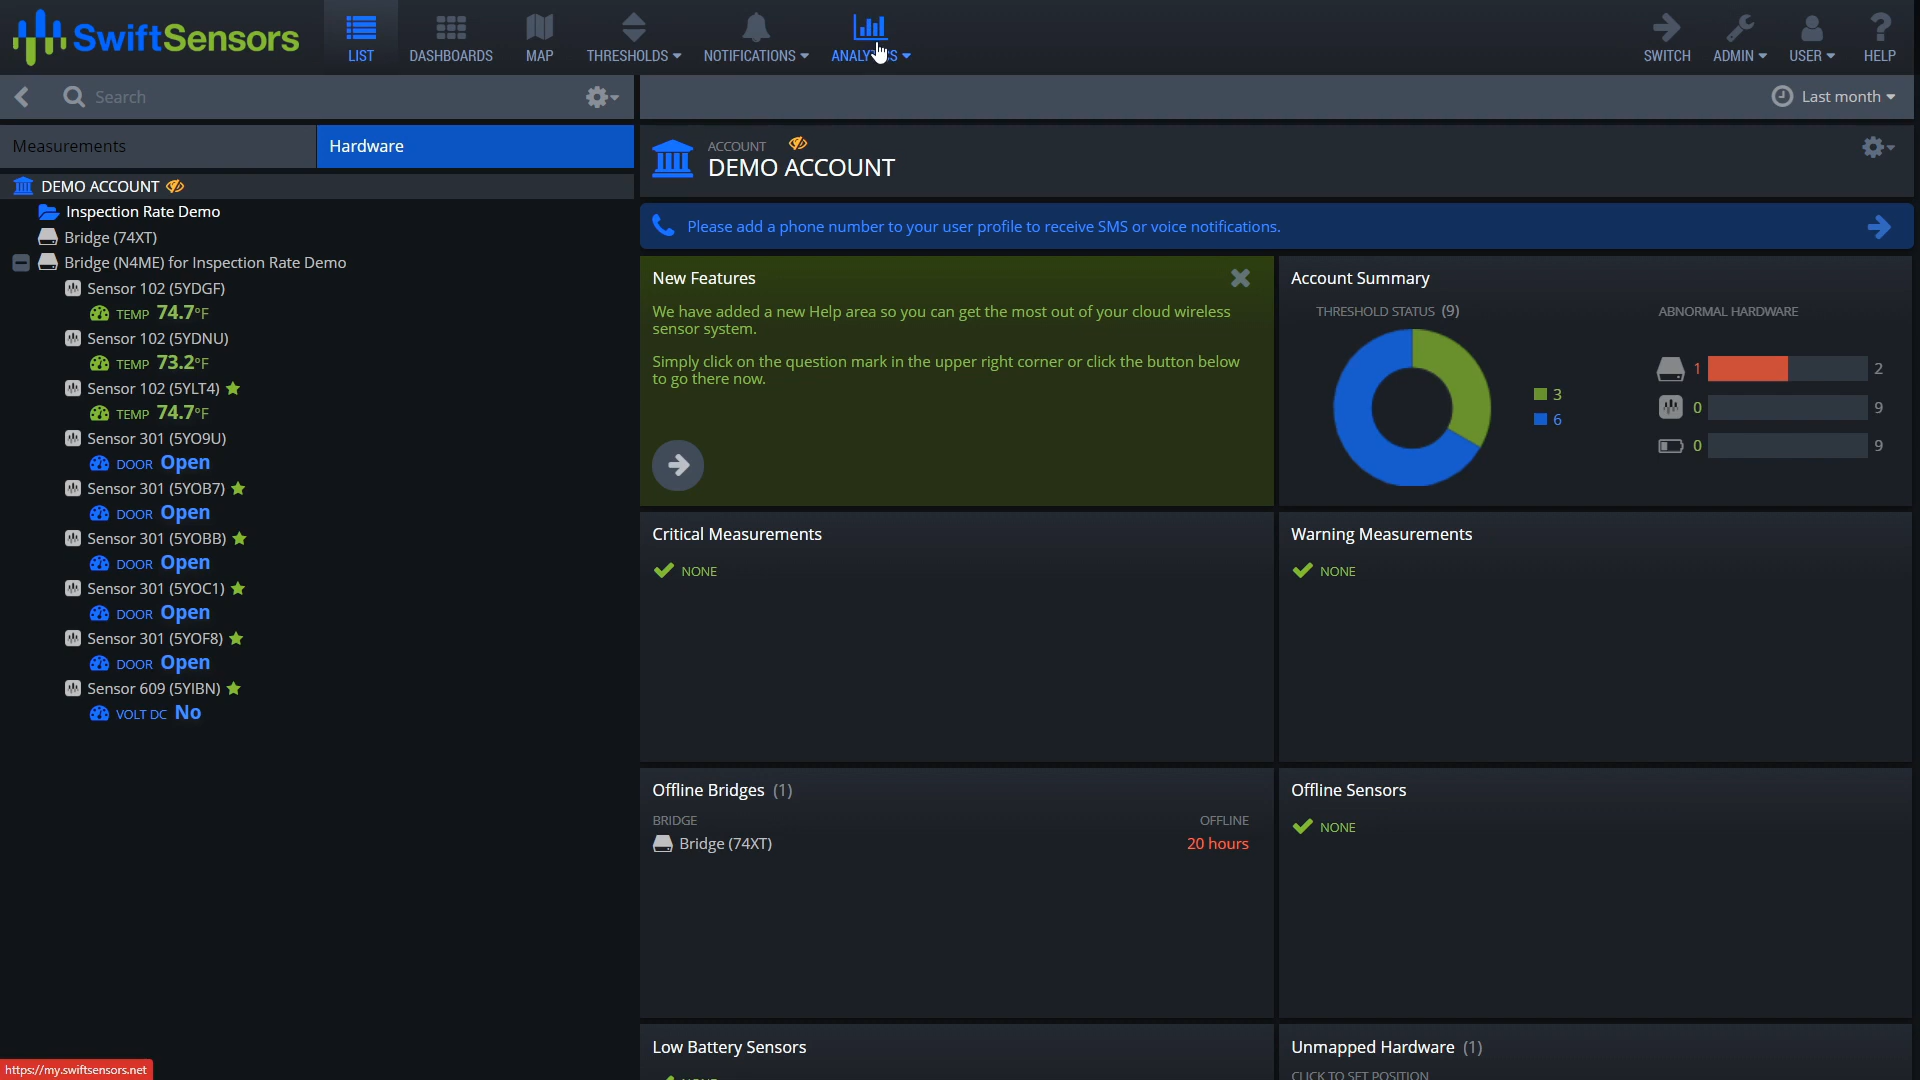 SwiftSensors
LIST
DASHBOARDS
MAP
THRESHOLDS
NOTIFICATIONS
SWITCH
ADMIN
USER
HELP
Search
Last month
Measurements
Hardware
DEMO ACCOUNT
Inspection Rate Demo
Bridge (74XT)
Bridge (N4ME) for Inspection Rate Demo
Sensor 102 (5YDGF)
TEMP 74.7°F
Sensor 102 (5YDNU)
TEMP 73.2°F
Sensor 102 (5YLT4)
TEMP 74.7°F
Sensor 301 (5YO9U)
DOOR Open
Sensor 301 (5YOB7)
DOOR Open
Sensor 301 (5YOBB)
DOOR Open
Sensor 301 (5YOC1)
DOOR Open
Sensor 301 (5YOF8)
DOOR Open
Sensor 609 (5YIBN)
VOLT DC No
ACCOUNT
DEMO ACCOUNT
Please add a phone number to your user profile to receive SMS or voice notifications.
New Features
We have added a new Help area so you can get the most out of your cloud wireless
sensor system.
Simply click on the question mark in the upper right corner or click the button below
to go there now.
Account Summary
THRESHOLD STATUS (9)
3
6
ABNORMAL HARDWARE
1 2
0 9
0 9
Critical Measurements
NONE
Warning Measurements
NONE
Offline Bridges (1)
BRIDGE OFFLINE
Bridge (74XT) 20 hours
Offline Sensors
NONE
Low Battery Sensors
Unmapped Hardware (1)
CLICK TO SET POSITION
https://my.swiftsensors.net